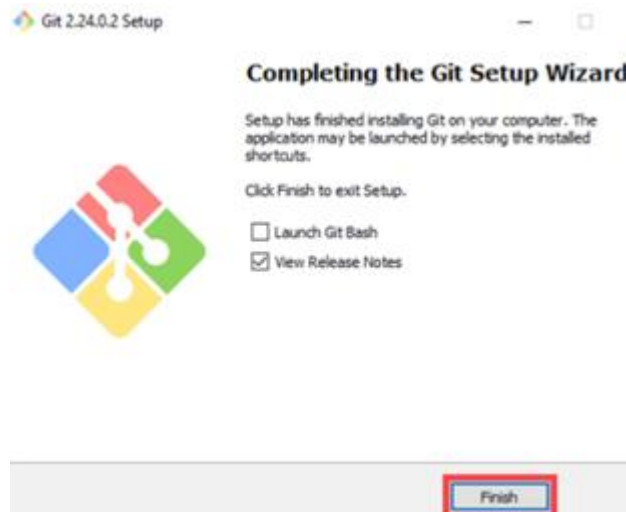 Git 2.24.0.2 Setup
Completing the Git Setup Wizard
Setup has finished installing Git on your computer. The
application may be launched by selecting the installed
shortcuts.
Click Finish to exit Setup.
Launch Git Bash
View Release Notes
Finish